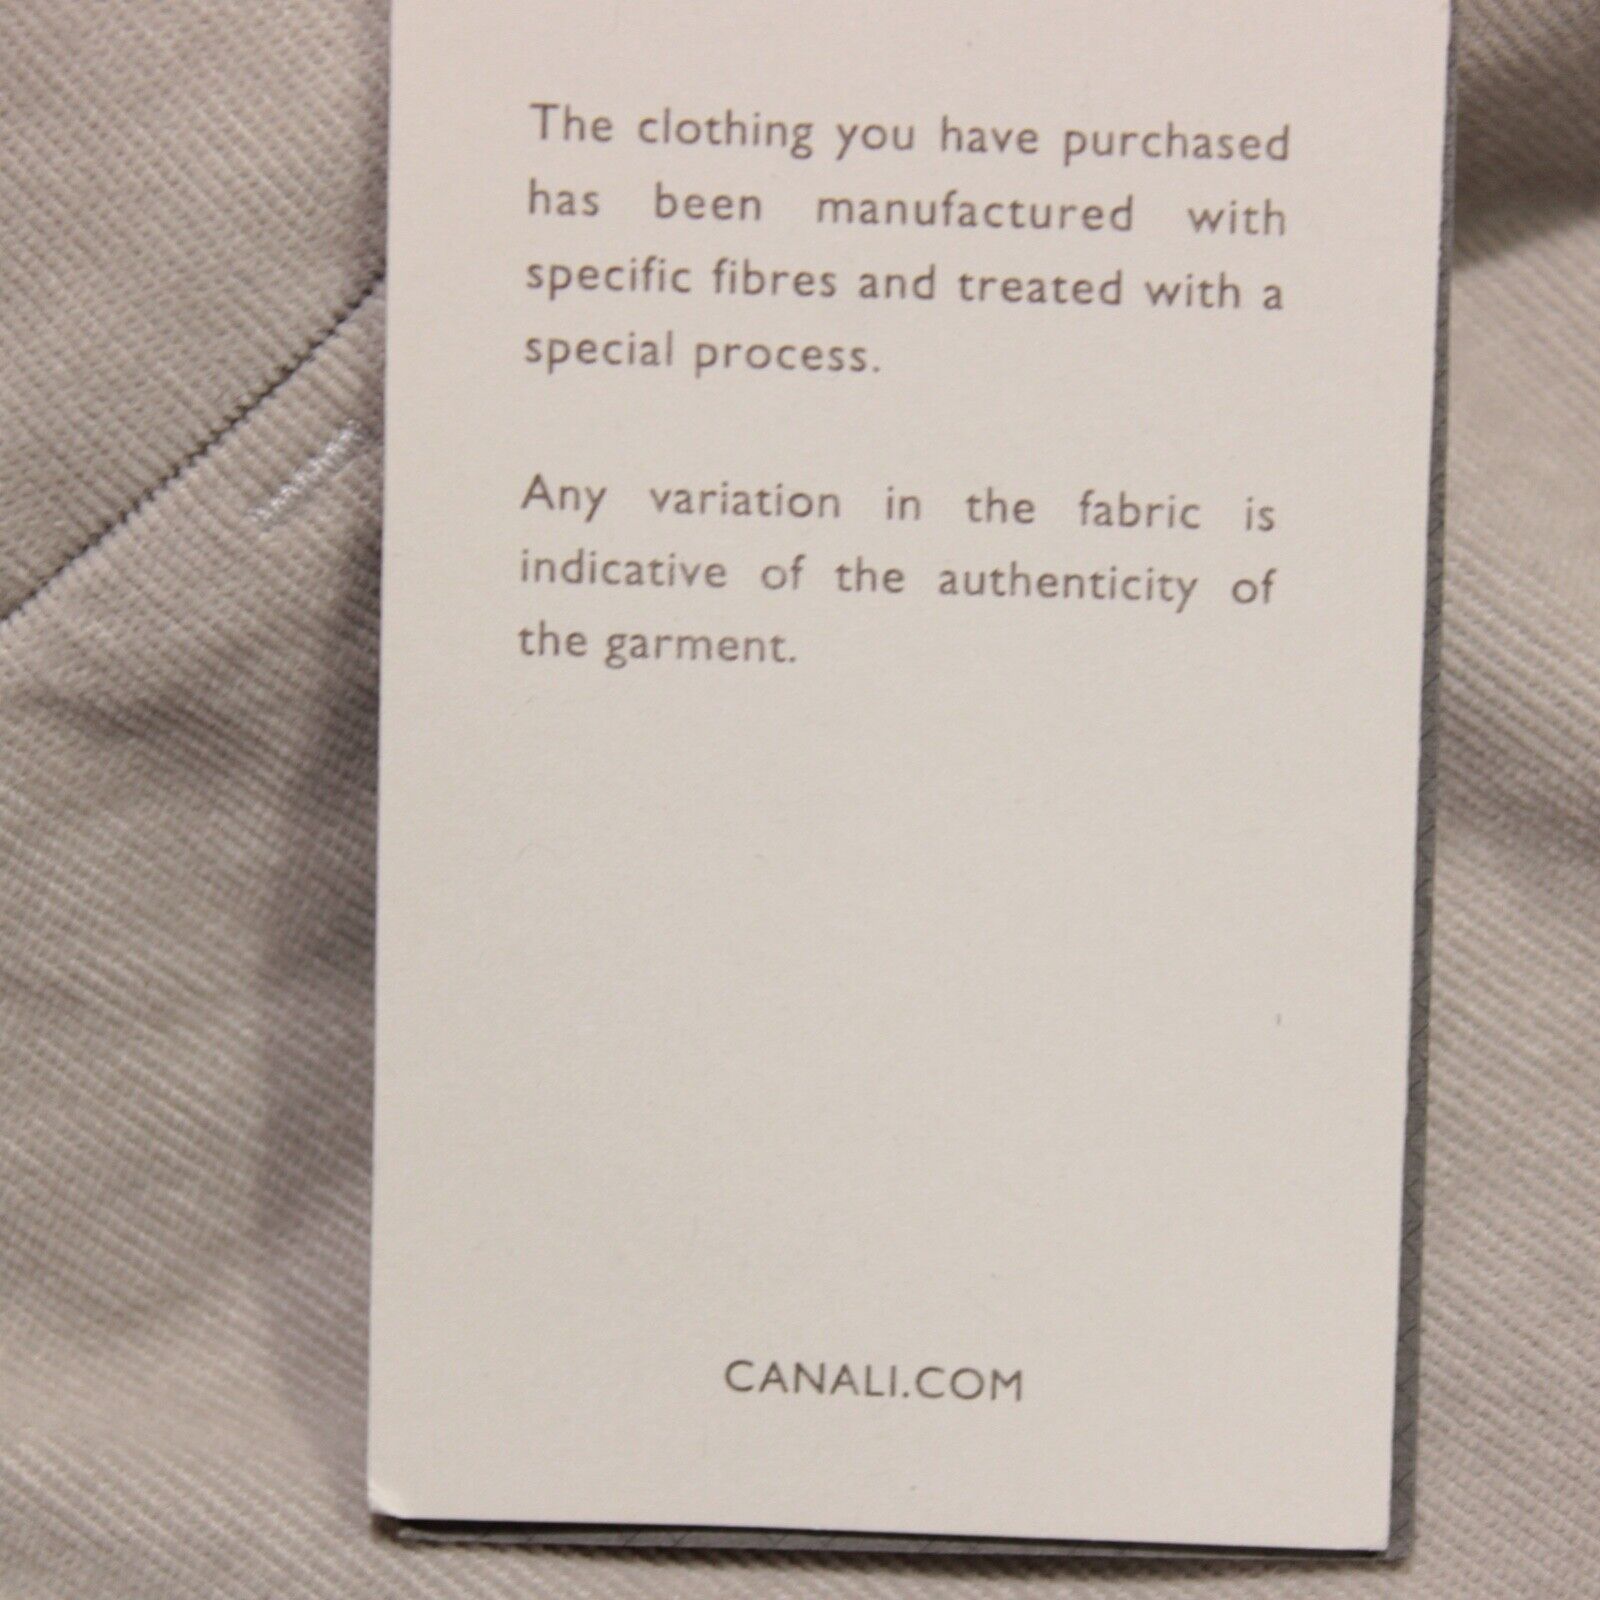 The clothing you have purchased
has been manufactured with
specific fibres and treated with a
special process.
Any variation in the fabric is
indicative of the authenticity of
the garment.
CANALI.COM